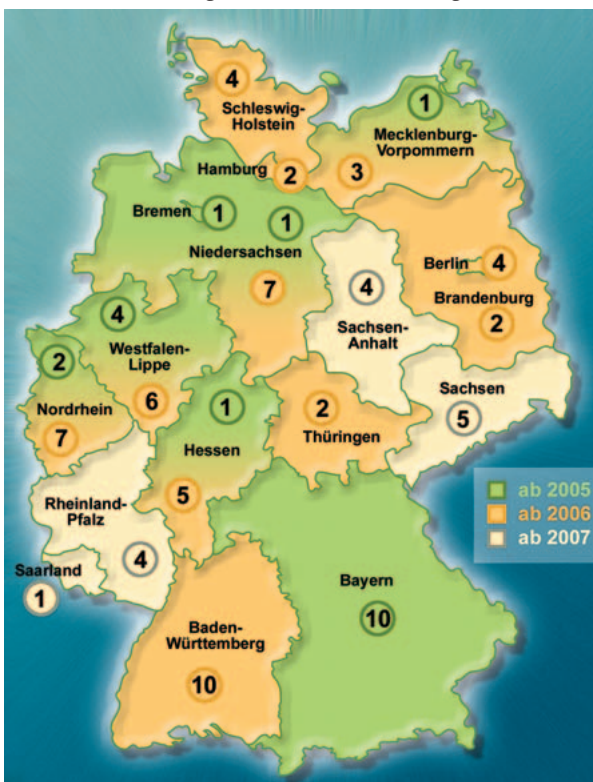 4
Schleswig-
Holstein
1
Mecklenburg-
Vorpommern
Hamburg
2
3
Bremen
1
1
Niedersachsen
7
Berlin
4
Brandenburg
2
4
Sachsen-
Anhalt
4
Westfalen-
Lippe
6
2
Nordrhein
7
1
Hessen
5
2
Thüringen
Sachsen
5
ab 2005
ab 2006
ab 2007
Rheinland-
Pfalz
4
Saarland
1
Bayern
10
Baden-
Württemberg
10